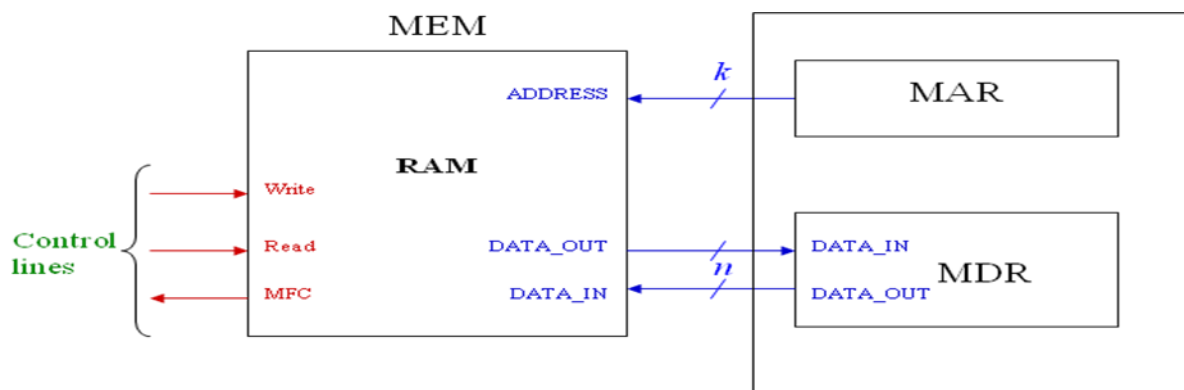 MEM
k
ADDRESS
MAR
RAM
Write
Control
lines
Read
DATA_OUT
DATA_IN
n
MDR
MFC
DATA_IN
DATA_OUT